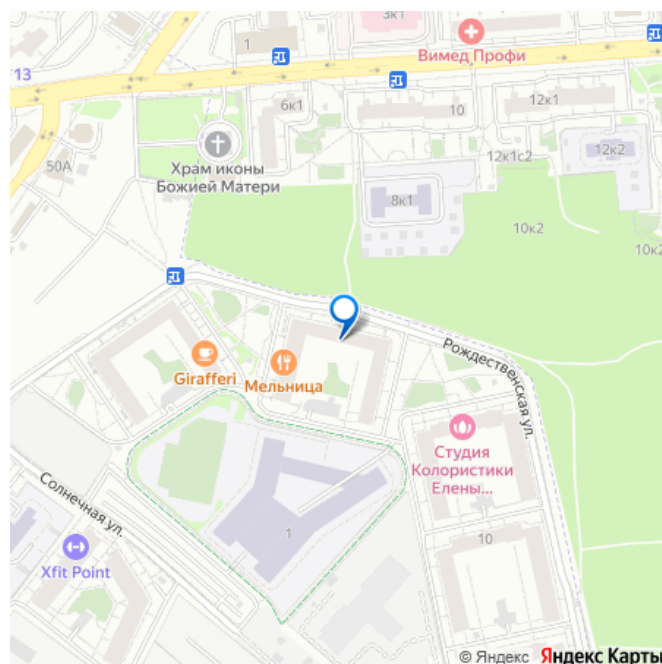 3к1
1
Вимед Профи
13
6к1
10
12к1
Храм иконы
Божией Матери
50А
12к1с2
12к2
8к1
10к2
10к2
Рождественская ул.
Giraferri
Мельница
Студия
Колористики
Елены...
Солнечная ул.
1
10
Xfit Point
© Яндекс Яндекс Карты